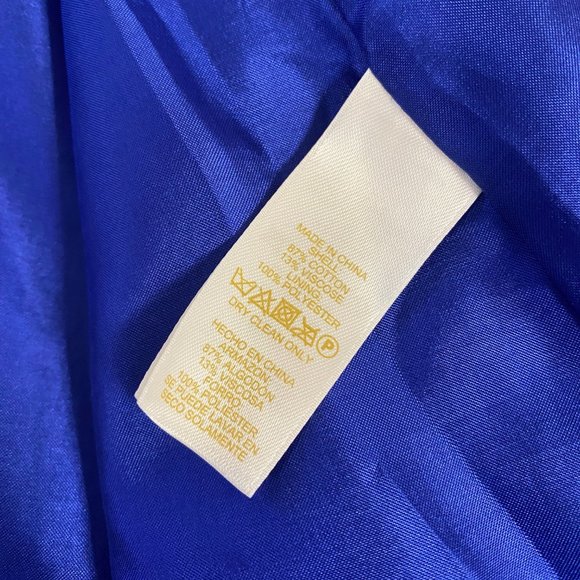 MADE IN CHINA
SHELL
87% COTTON
13% VISCOSE
LINING
100% POLYESTER
P
DRY CLEAN ONLY
HECHO EN CHINA
ARMAZON
87% ALGODON
13% VISCOSA
FORRO
100% POLIESTER
SE PUEDE LAVAR EN
SECO SOLAMENTE